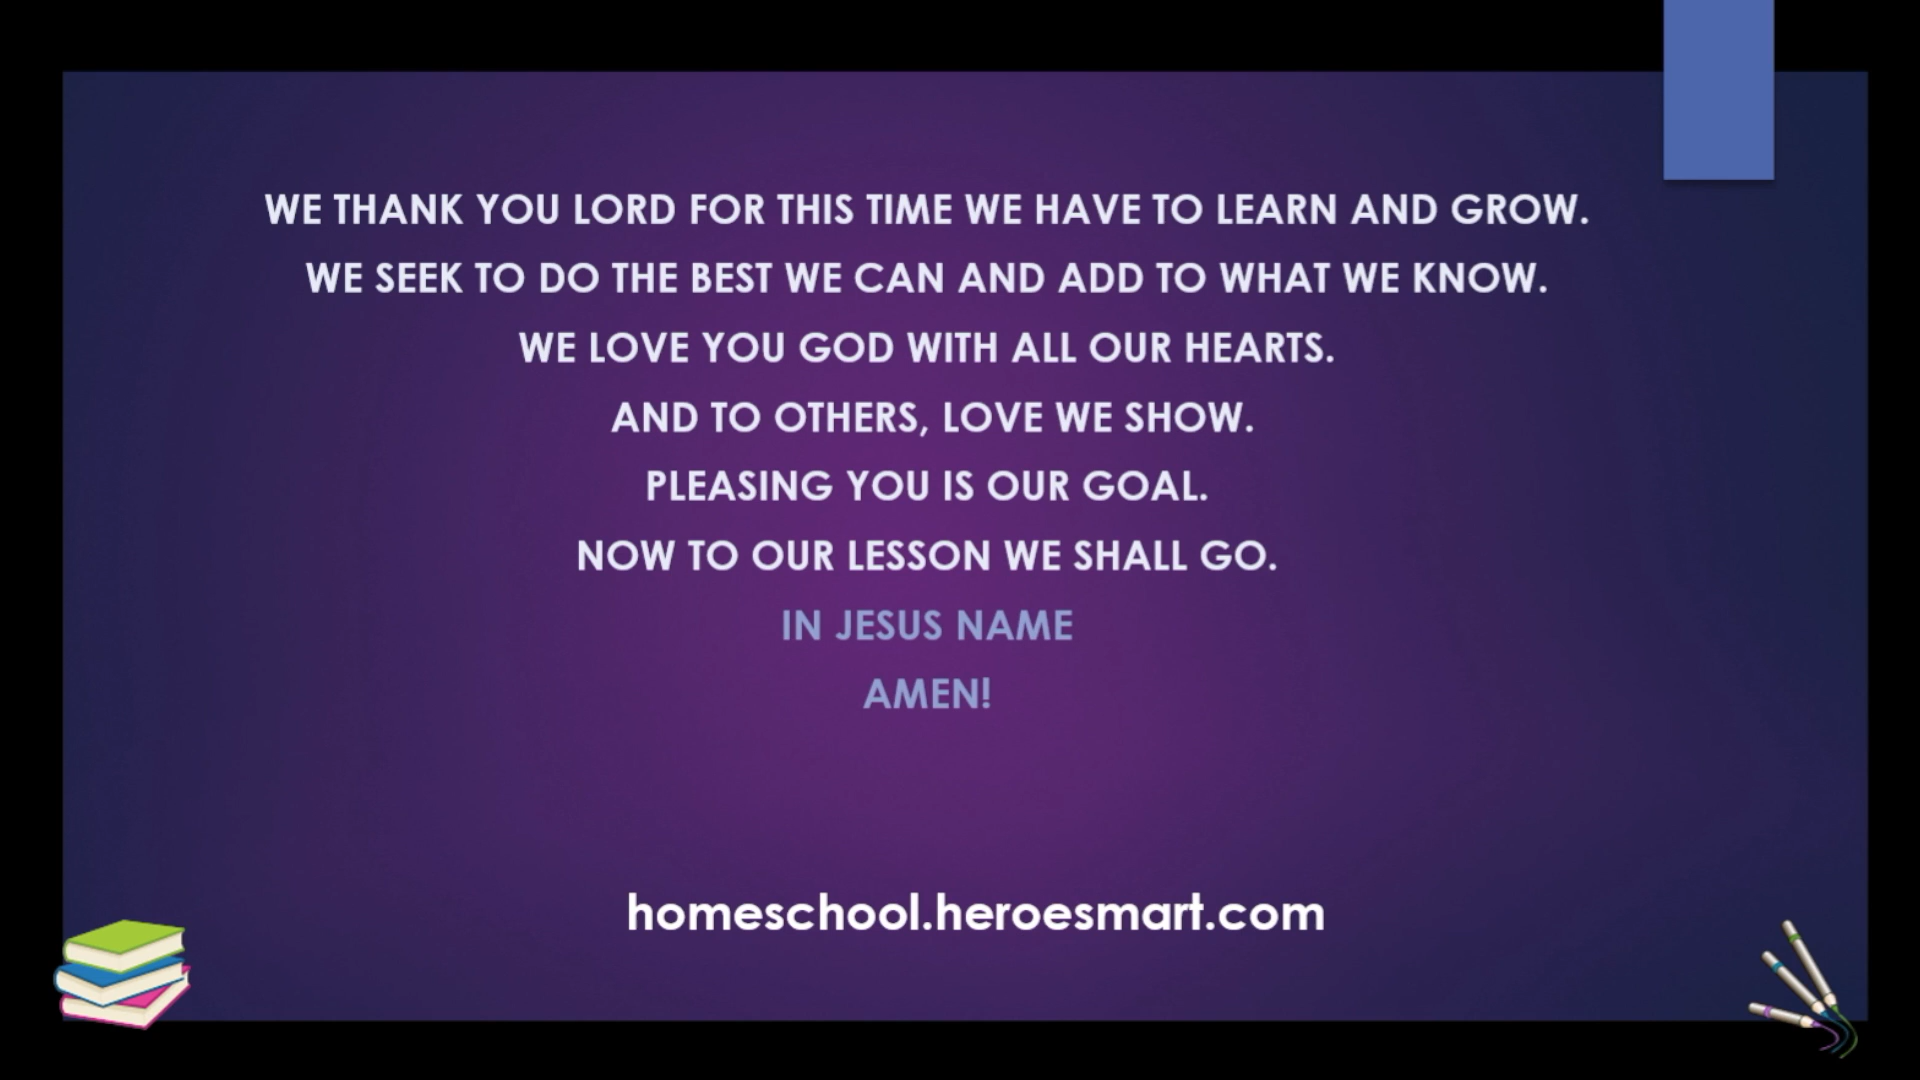 WE THANK YOU LORD FOR THIS TIME WE HAVE TO LEARN AND GROW.
WE SEEK TO DO THE BEST WE CAN AND ADD TO WHAT WE KNOW.
WE LOVE YOU GOD WITH ALL OUR HEARTS.
AND TO OTHERS, LOVE WE SHOW.
PLEASING YOU IS OUR GOAL.
NOW TO OUR LESSON WE SHALL GO.
IN JESUS NAME
AMEN!
homeschool.heroesmart.com